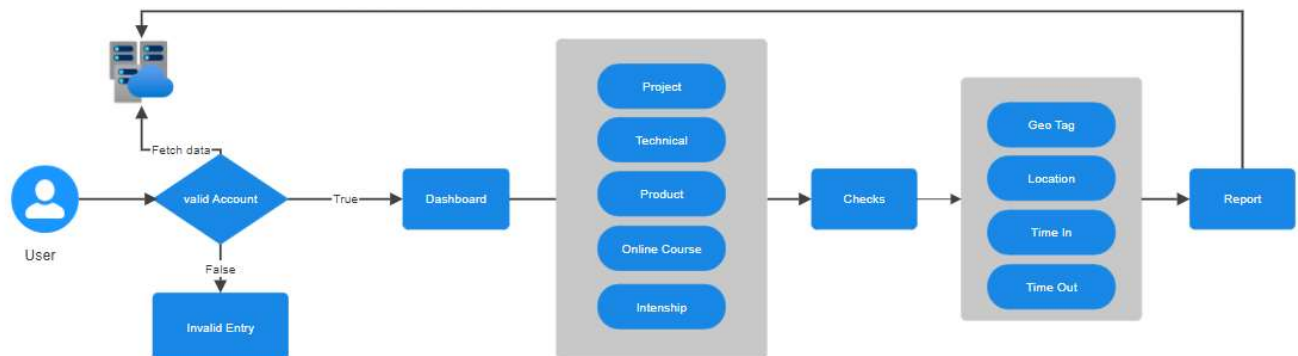 Fetch data
User
valid Account
True
False
Invalid Entry
Dashboard
Project
Technical
Product
Online Course
Intenship
Checks
Geo Tag
Location
Time In
Time Out
Report